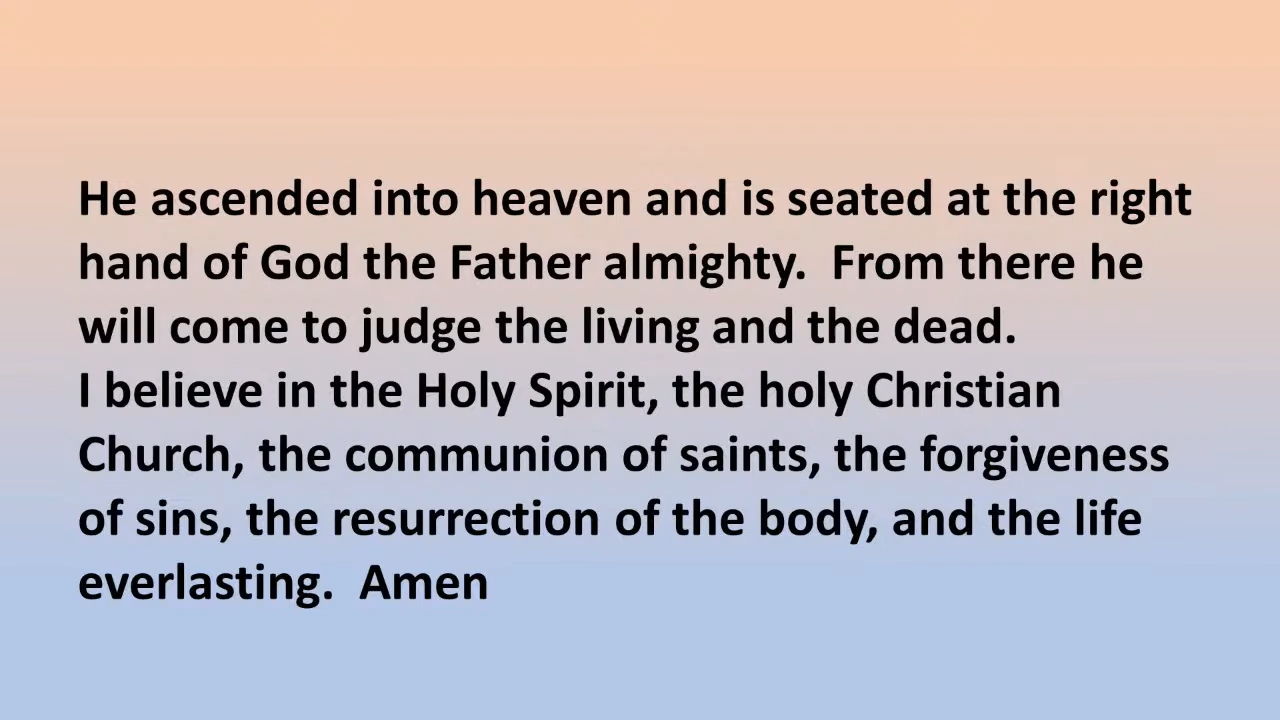 He ascended into heaven and is seated at the right
hand of God the Father almighty.  From there he
will come to judge the living and the dead.
I believe in the Holy Spirit, the holy Christian
Church, the communion of saints, the forgiveness
of sins, the resurrection of the body, and the life
everlasting.  Amen